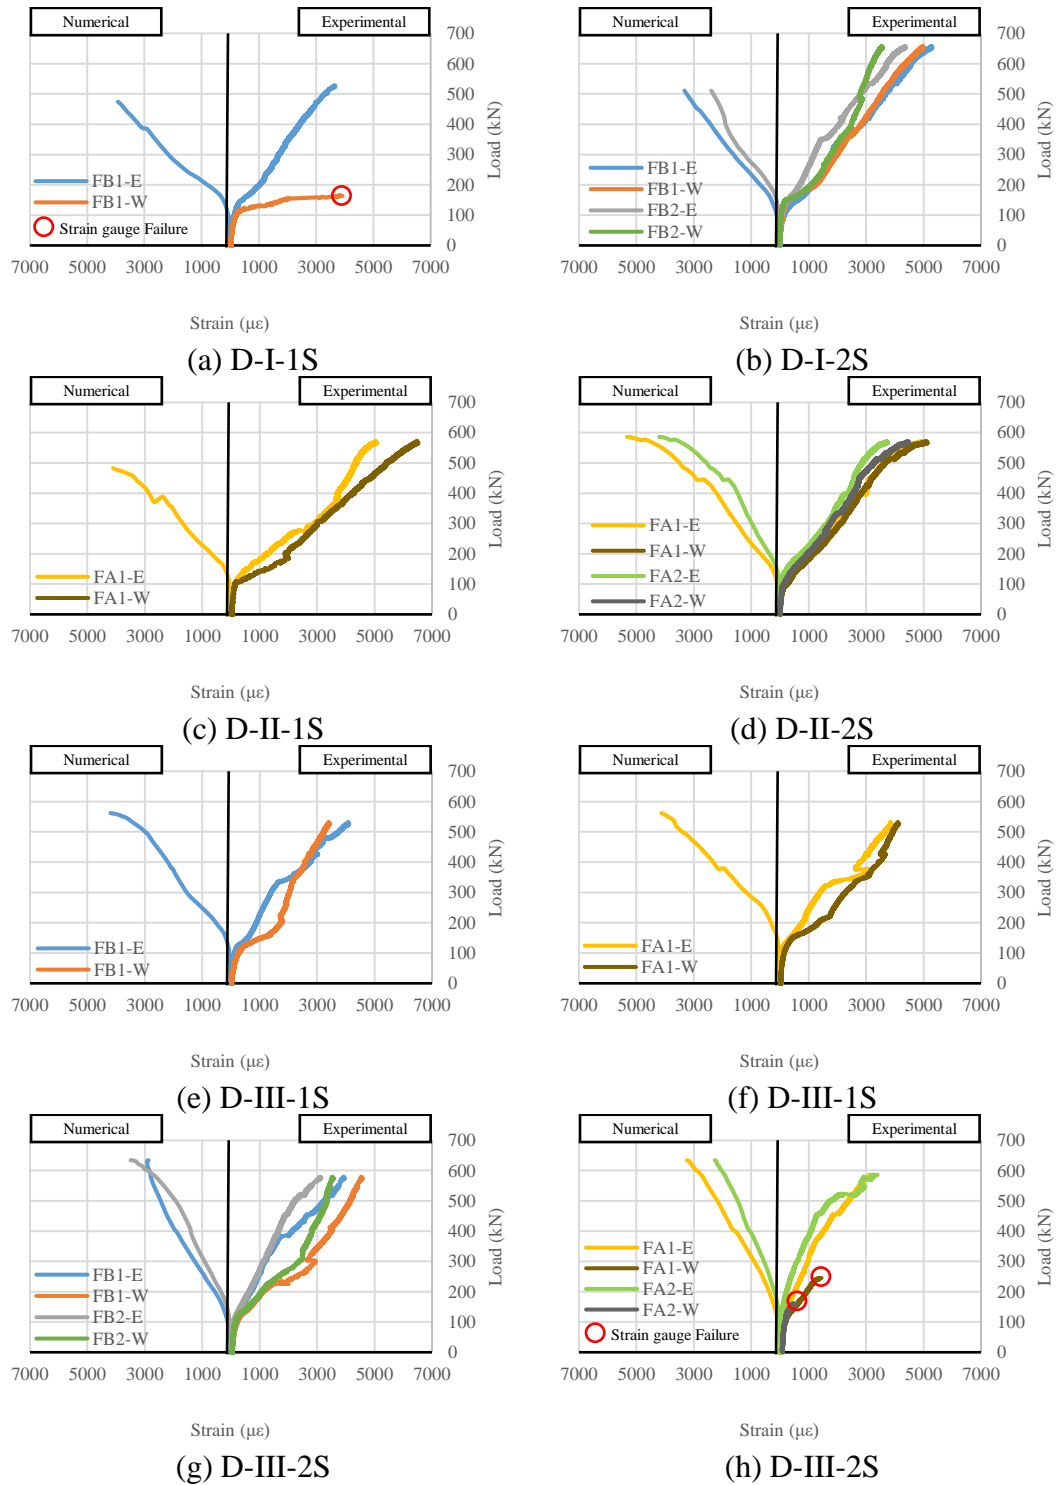 Numerical
Experimental
700
600
500
400
300
200
100
0
Load (kN)
FB1-E
FB1-W
Strain gauge Failure
7000 5000 3000 1000 1000 3000 5000 7000
Strain (με)
(a) D-I-1S
Numerical
Experimental
700
600
500
400
300
200
100
0
Load (kN)
FB1-E
FB1-W
FB2-E
FB2-W
7000 5000 3000 1000 1000 3000 5000 7000
Strain (με)
(b) D-I-2S
Numerical
Experimental
700
600
500
400
300
200
100
0
Load (kN)
FA1-E
FA1-W
7000 5000 3000 1000 1000 3000 5000 7000
Strain (με)
(c) D-II-1S
Numerical
Experimental
700
600
500
400
300
200
100
0
Load (kN)
FA1-E
FA1-W
FA2-E
FA2-W
7000 5000 3000 1000 1000 3000 5000 7000
Strain (με)
(d) D-II-2S
Numerical
Experimental
700
600
500
400
300
200
100
0
Load (kN)
FB1-E
FB1-W
7000 5000 3000 1000 1000 3000 5000 7000
Strain (με)
(e) D-III-1S
Numerical
Experimental
700
600
500
400
300
200
100
0
Load (kN)
FA1-E
FA1-W
7000 5000 3000 1000 1000 3000 5000 7000
Strain (με)
(f) D-III-1S
Numerical
Experimental
700
600
500
400
300
200
100
0
Load (kN)
FB1-E
FB1-W
FB2-E
FB2-W
7000 5000 3000 1000 1000 3000 5000 7000
Strain (με)
(g) D-III-2S
Numerical
Experimental
700
600
500
400
300
200
100
0
Load (kN)
FA1-E
FA1-W
FA2-E
FA2-W
Strain gauge Failure
7000 5000 3000 1000 1000 3000 5000 7000
Strain (με)
(h) D-III-2S